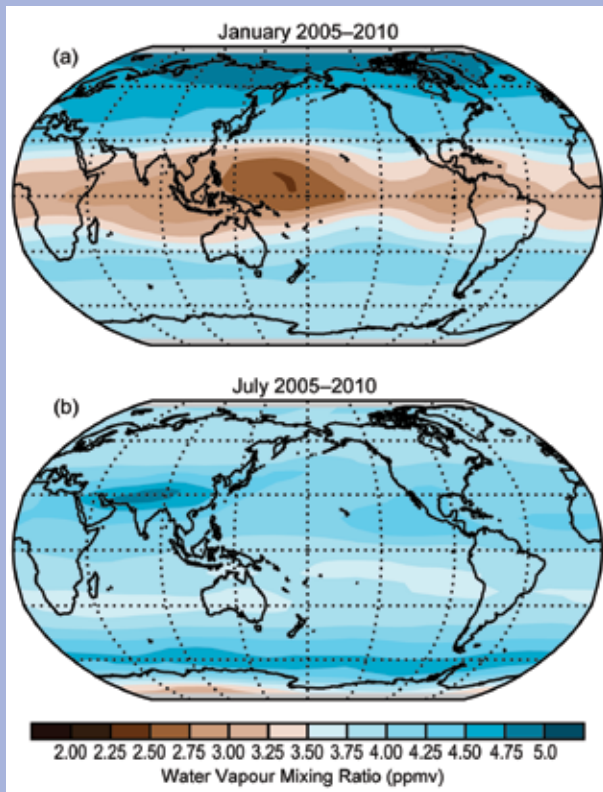 January 2005–2010
(a)
July 2005–2010
(b)
2.00 2.25 2.50 2.75 3.00 3.25 3.50 3.75 4.00 4.25 4.50 4.75 5.0
Water Vapour Mixing Ratio (ppmv)